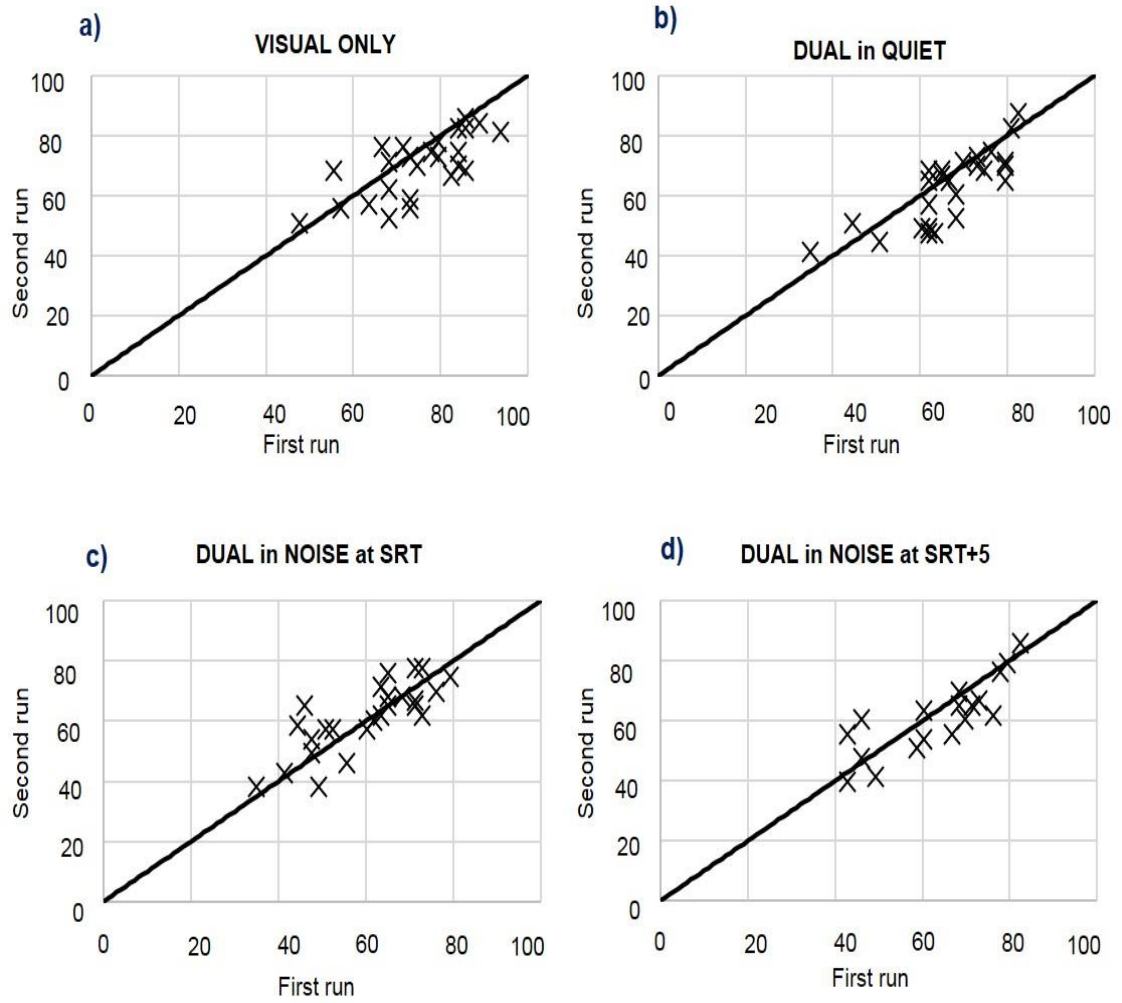 a)
VISUAL ONLY
100
80
60
40
20
0
Second run
0 20 40 60 80 100
First run
b)
DUAL in QUIET
100
80
60
40
20
0
Second run
0 20 40 60 80 100
First run
c)
DUAL in NOISE at SRT
100
80
60
40
20
0
Second run
0 20 40 60 80 100
First run
d)
DUAL in NOISE at SRT+5
100
80
60
40
20
0
Second run
0 20 40 60 80 100
First run